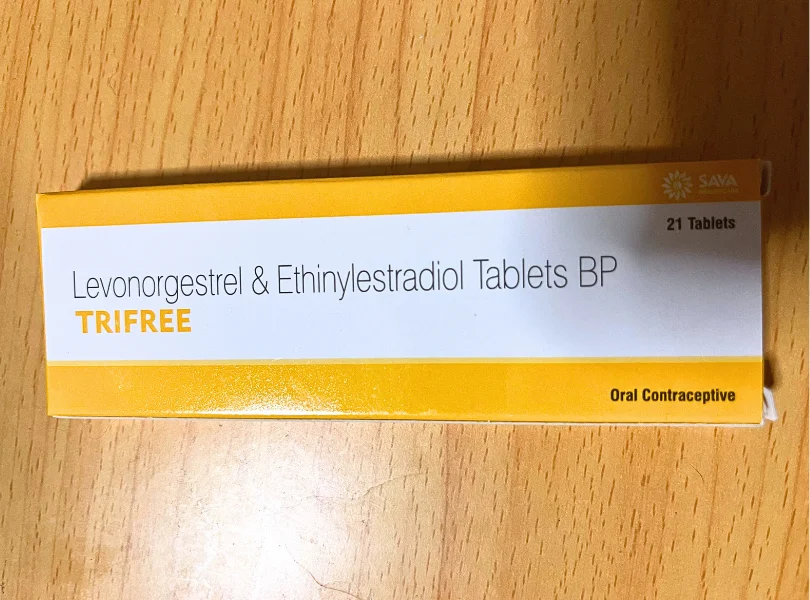 SAVA
21 Tablets
Levonorgestrel & Ethinylestradiol Tablets BP
TRIFREE
Oral Contraceptive